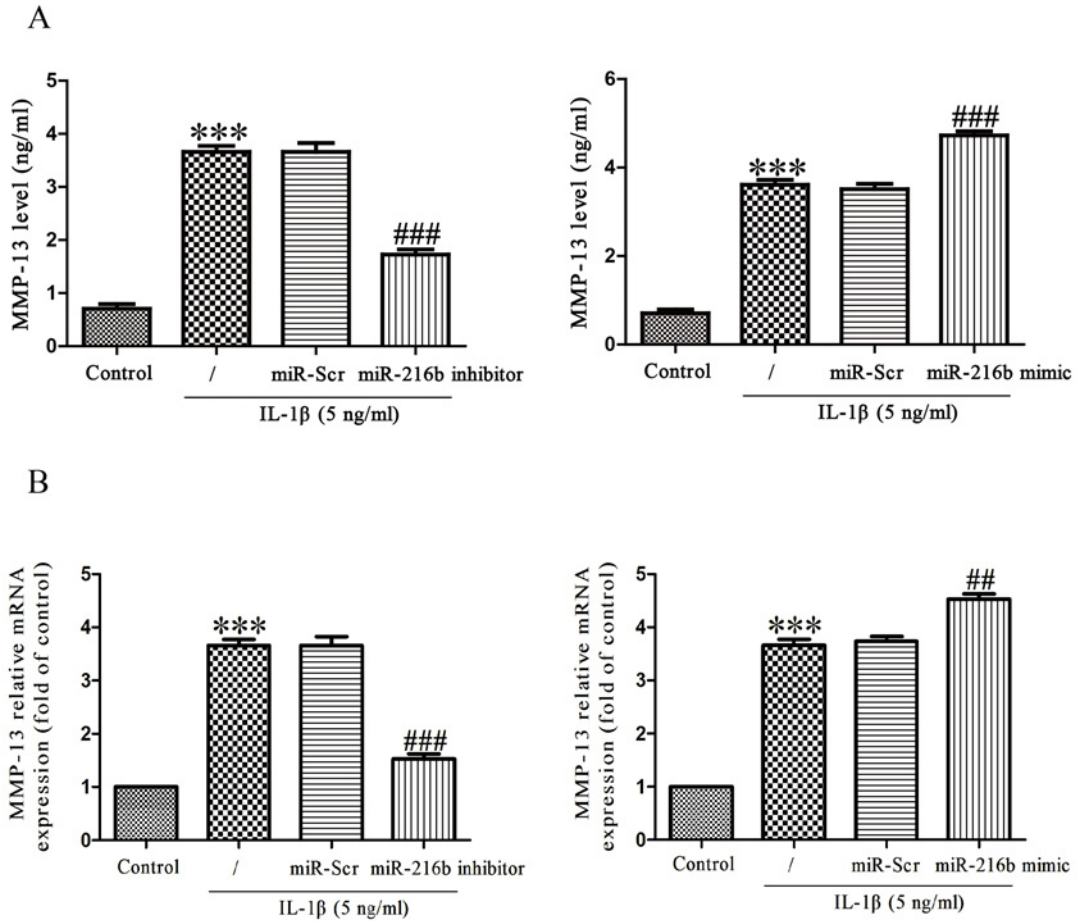 A
MMP-13 level (ng/ml)
5
4
3
2
1
0
***
###
Control
/
miR-Scr
miR-216b inhibitor
IL-1β (5 ng/ml)
MMP-13 level (ng/ml)
6
4
2
0
***
###
Control
/
miR-Scr
miR-216b mimic
IL-1β (5 ng/ml)
B
MMP-13 relative mRNA
expression (fold of control)
5
4
3
2
1
0
***
###
Control
/
miR-Scr
miR-216b inhibitor
IL-1β (5 ng/ml)
MMP-13 relative mRNA
expression (fold of control)
5
4
3
2
1
0
***
##
Control
/
miR-Scr
miR-216b mimic
IL-1β (5 ng/ml)